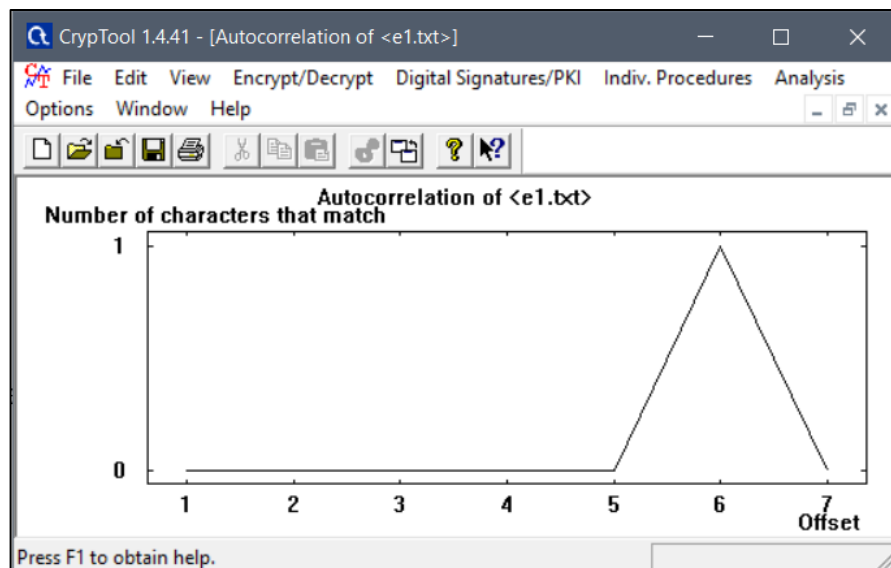 CrypTool 1.4.41 - [Autocorrelation of <e1.txt>]
File Edit View Encrypt/Decrypt Digital Signatures/PKI Indiv. Procedures Analysis
Options Window Help
Autocorrelation of <e1.txt>
Number of characters that match
1
0
1 2 3 4 5 6 7
Offset
Press F1 to obtain help.